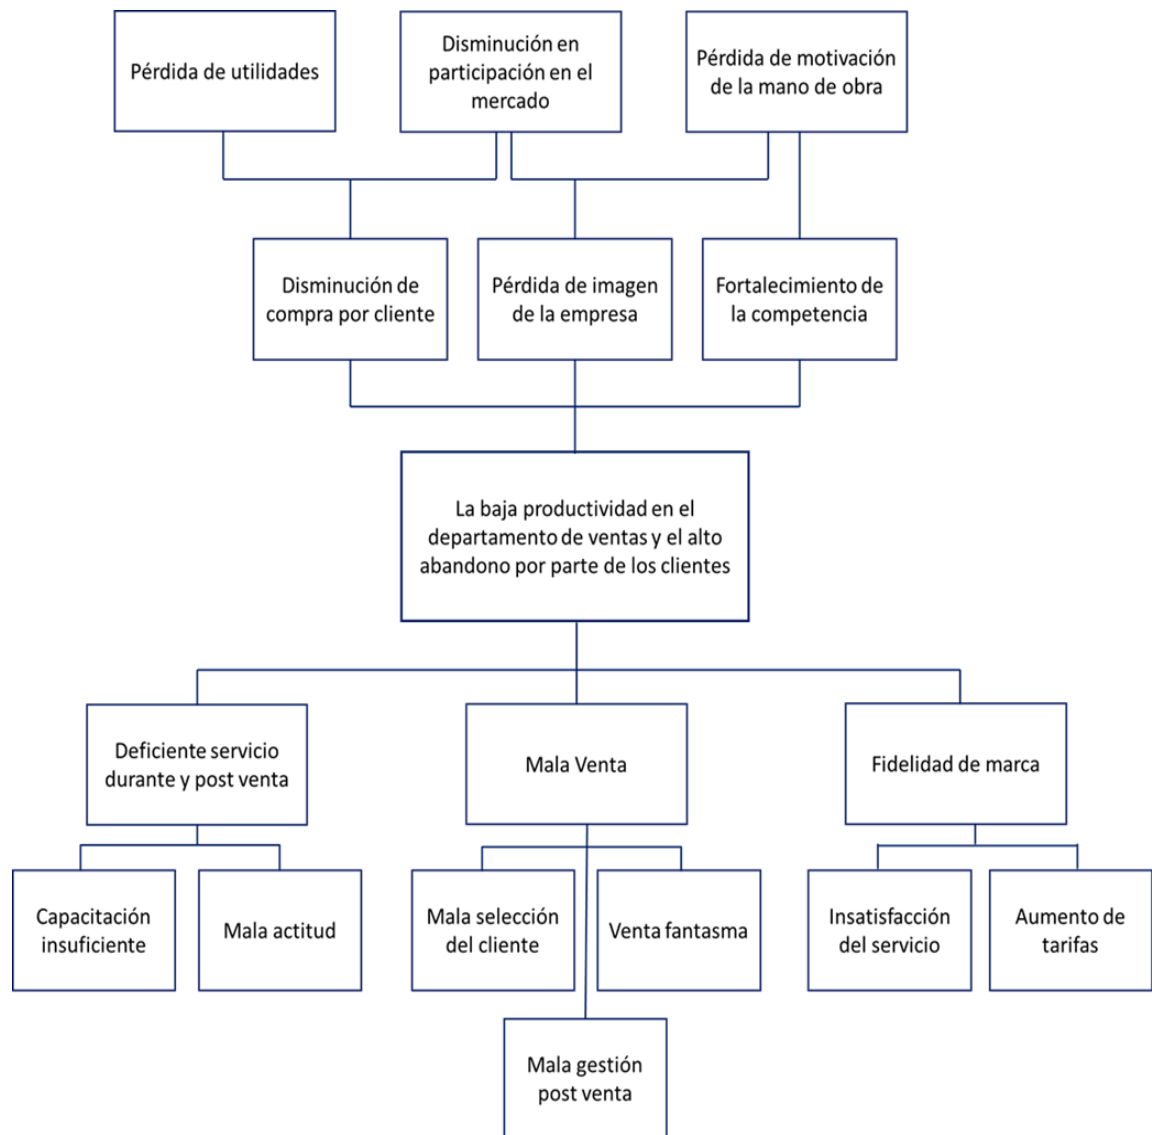 Pérdida de utilidades
Disminución en
participación en el
mercado
Pérdida de motivación
de la mano de obra
Disminución de
compra por cliente
Pérdida de imagen
de la empresa
Fortalecimiento de
la competencia
La baja productividad en el
departamento de ventas y el alto
abandono por parte de los clientes
Deficiente servicio
durante y post venta
Mala Venta
Fidelidad de marca
Capacitación
insuficiente
Mala actitud
Mala selección
del cliente
Venta fantasma
Insatisfacción
del servicio
Aumento de
tarifas
Mala gestión
post venta